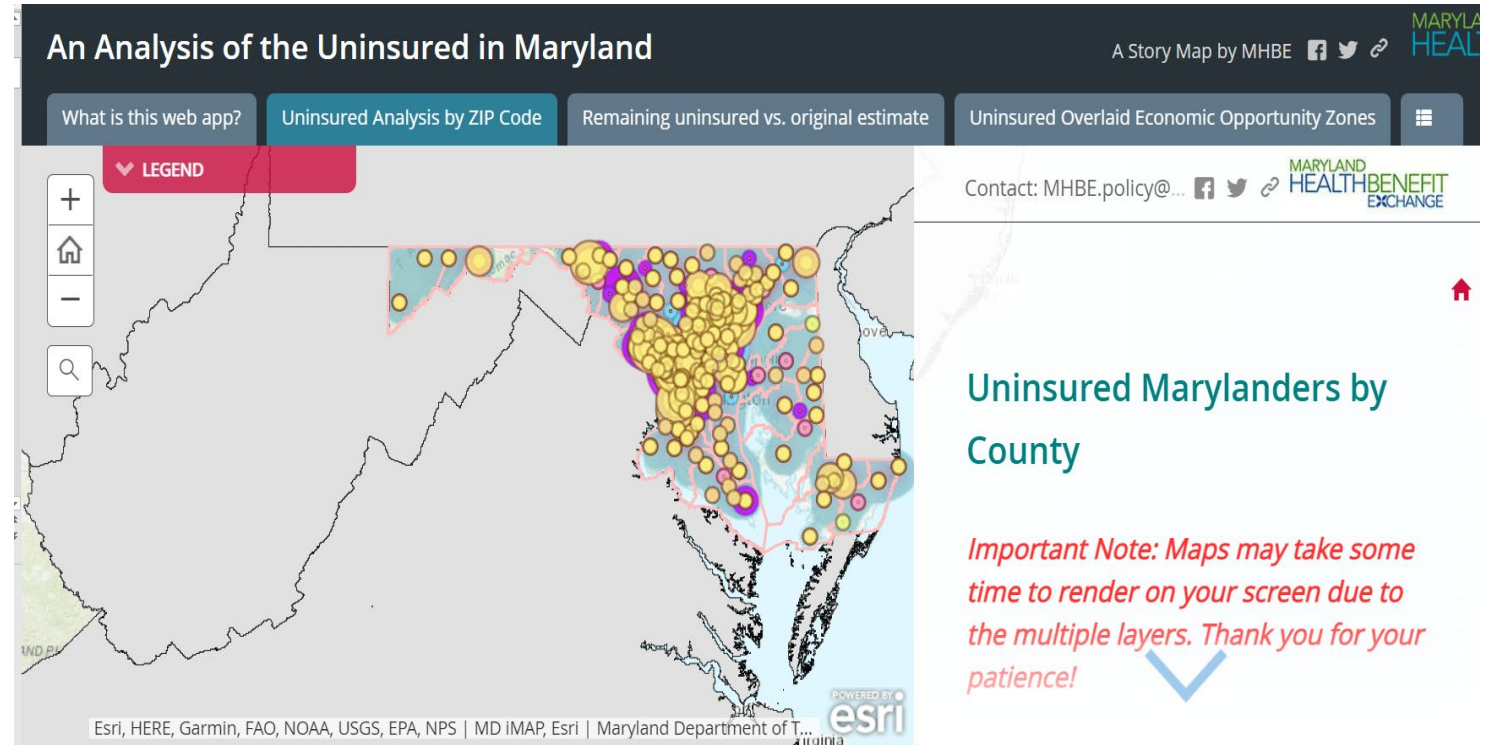 An Analysis of the Uninsured in Maryland
A Story Map by MHBE
MARYLA
HEAL
What is this web app?
Uninsured Analysis by ZIP Code
Remaining uninsured vs. original estimate
Uninsured Overlaid Economic Opportunity Zones
LEGEND
Contact: MHBE.policy@...
MARYLAND
HEALTHBENEFIT
EXCHANGE
Uninsured Marylanders by
County
Important Note: Maps may take some
time to render on your screen due to
the multiple layers. Thank you for your
patience!
POWERED BY
esri
Esri, HERE, Garmin, FAO, NOAA, USGS, EPA, NPS | MD iMAP, Esri | Maryland Department of T...